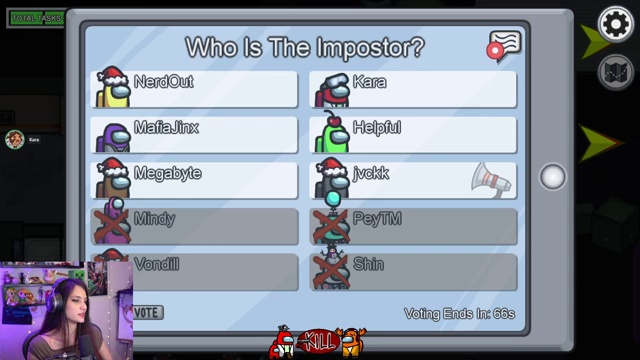 TOTAL TASKS
Who Is The Impostor?
NerdOut
Kara
MafiaJinx
Helpful
Kara
Megabyte
jvckk
Mindy
PeyTM
Vondill
Shin
VOTE
Voting Ends In: 66s
KILL